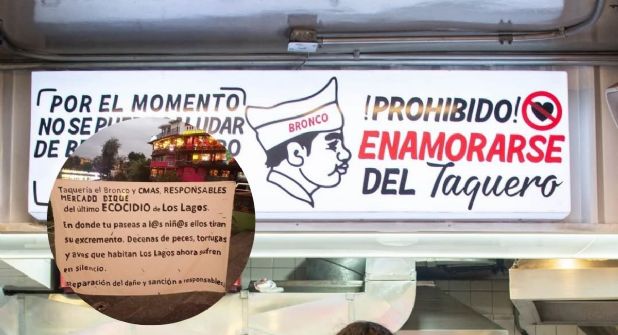 POR EL MOMENTO
NO SE LUDAR
DE
BRONCO
!PROHIBIDO!
ENAMORARSE
DEL Taquero
Taquería el Bronco y CMAS, RESPONSABLES
MERCADO DIQUE
del último ECOCIDIO de Los Lagos.
En donde tu paseas a l@s niñ@s ellos tiran
su excremento. Decenas de peces, tortugas
y aves que habitan Los Lagos ahora sufren
en silencio.
Reparación del daño y sanción a responsables